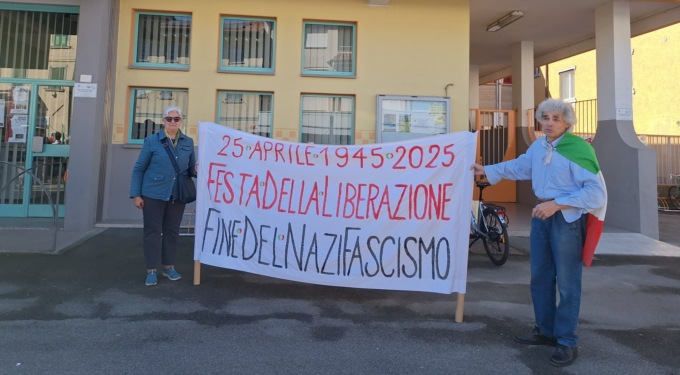 25·APRILE·1945·2025
FESTA·DELLA·LIBERAZIONE
FINE·DEL·NAZIFASCISMO